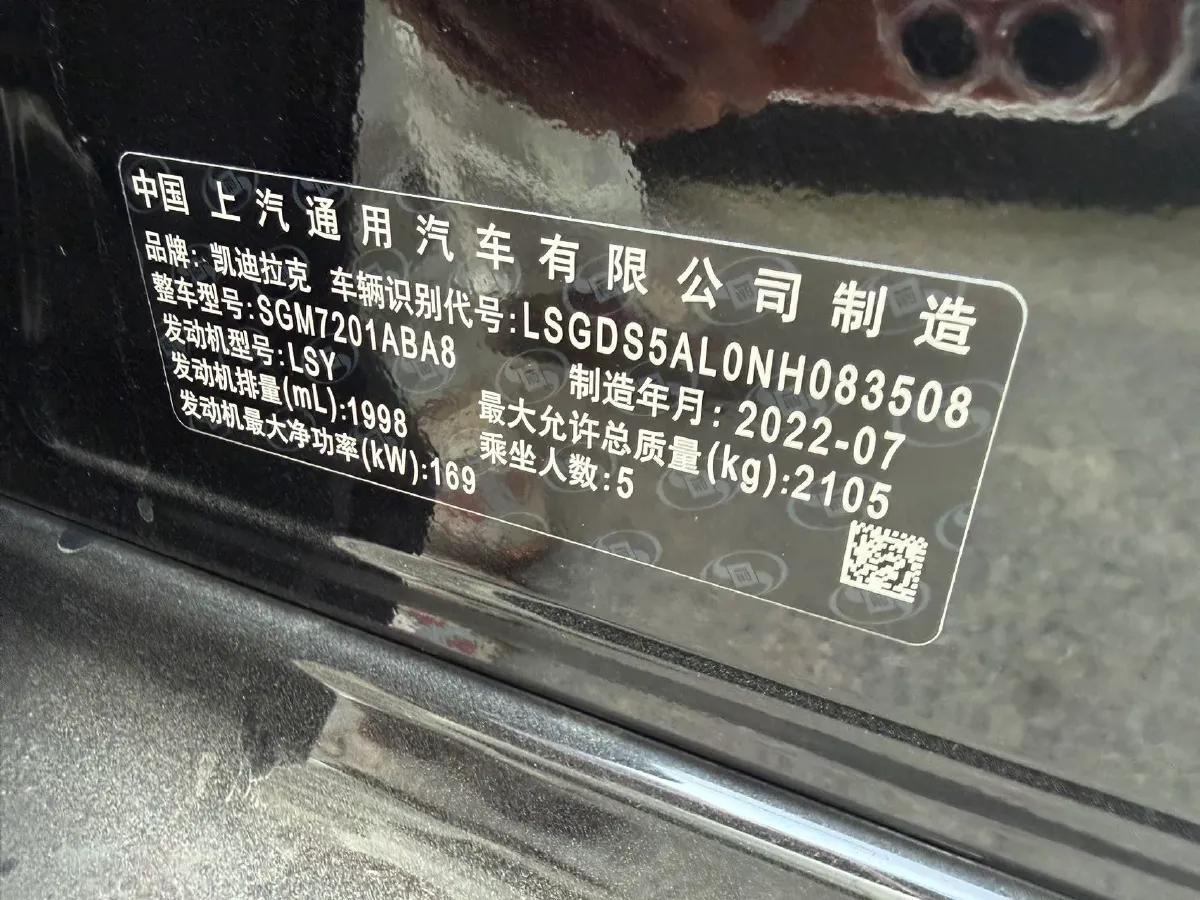 中国 上汽通用汽车有限公司制造
品牌: 凯迪拉克 车辆识别代号:LSGDS5AL0NH083508
整车型号:SGM7201ABA8 制造年月: 2022-07
发动机型号:LSY 最大允许总质量(kg):2105
发动机排量(mL):1998 乘坐人数:5
发动机最大净功率(kW):169